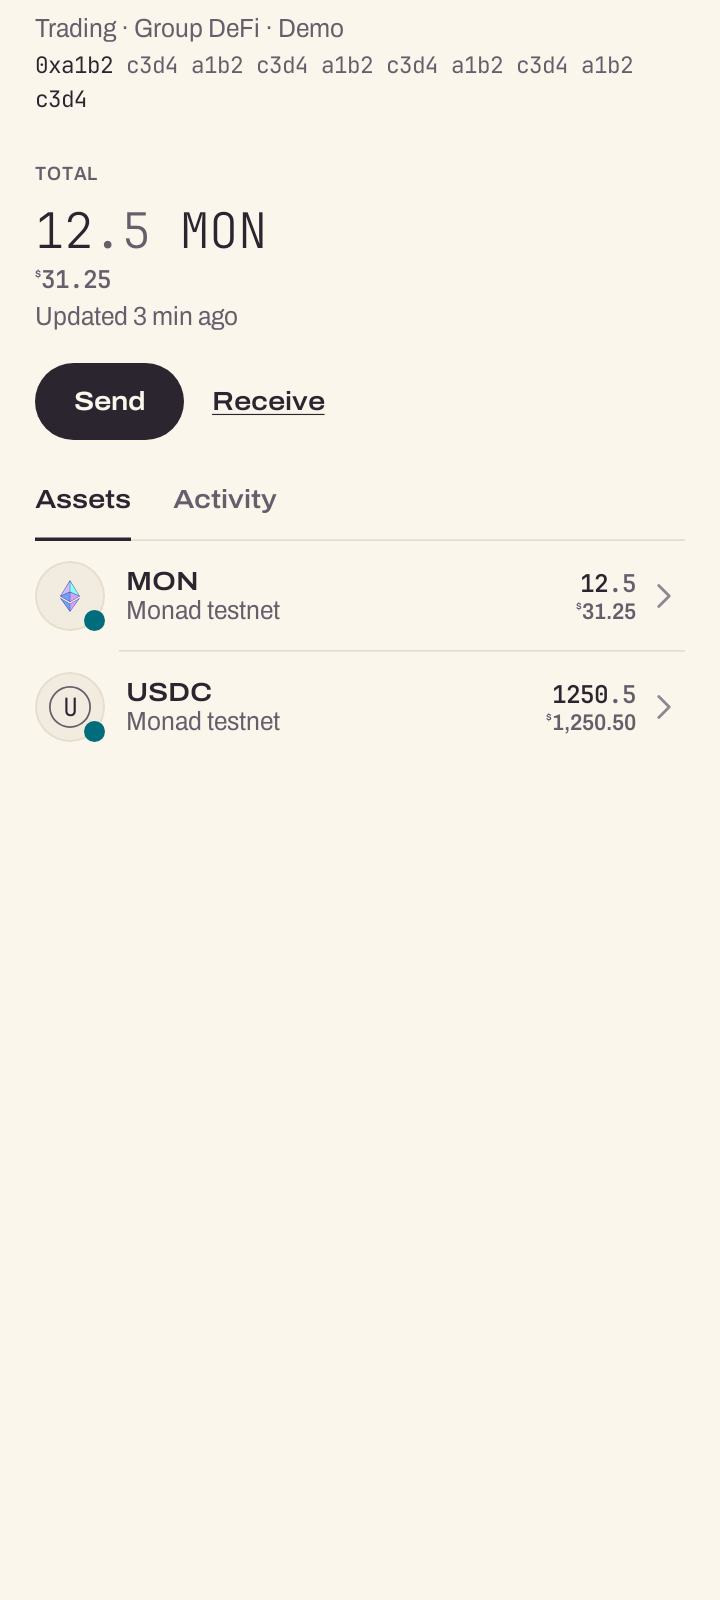 Trading · Group DeFi · Demo
0xa1b2 c3d4 a1b2 c3d4 a1b2 c3d4 a1b2 c3d4 a1b2
c3d4
TOTAL
12.5 MON
$31.25
Updated 3 min ago
Send Receive
Assets Activity
MON 12.5
Monad testnet $31.25
U USDC 1250.5
Monad testnet $1,250.50